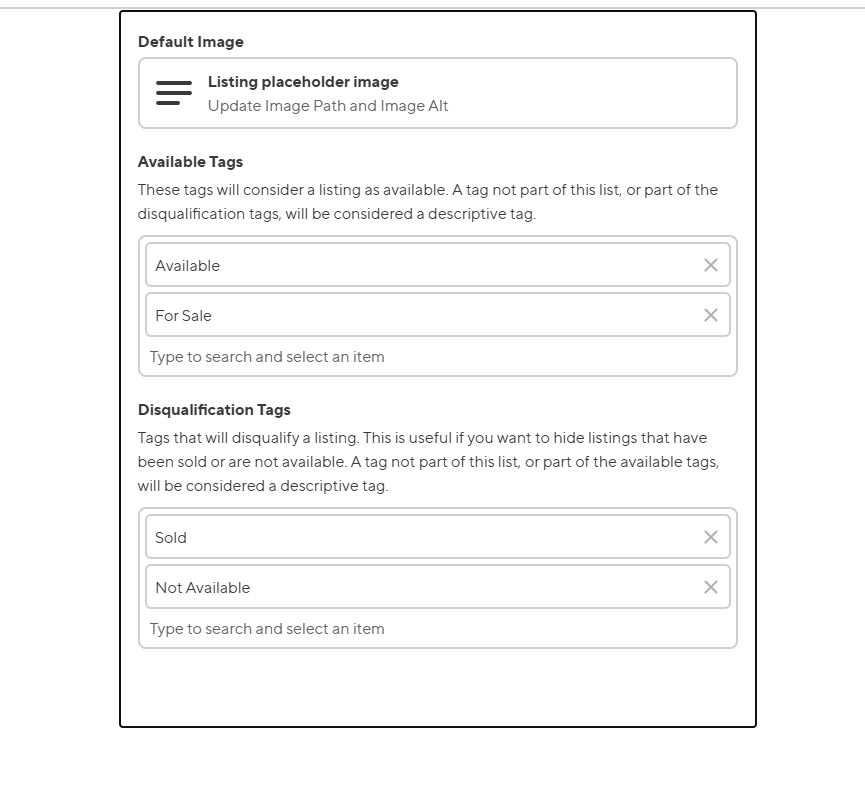 Default Image
Listing placeholder image
Update Image Path and Image Alt
Available Tags
These tags will consider a listing as available. A tag not part of this list, or part of the
disqualification tags, will be considered a descriptive tag.
Available
For Sale
Type to search and select an item
Disqualification Tags
Tags that will disqualify a listing. This is useful if you want to hide listings that have
been sold or are not available. A tag not part of this list, or part of the available tags,
will be considered a descriptive tag.
Sold
Not Available
Type to search and select an item